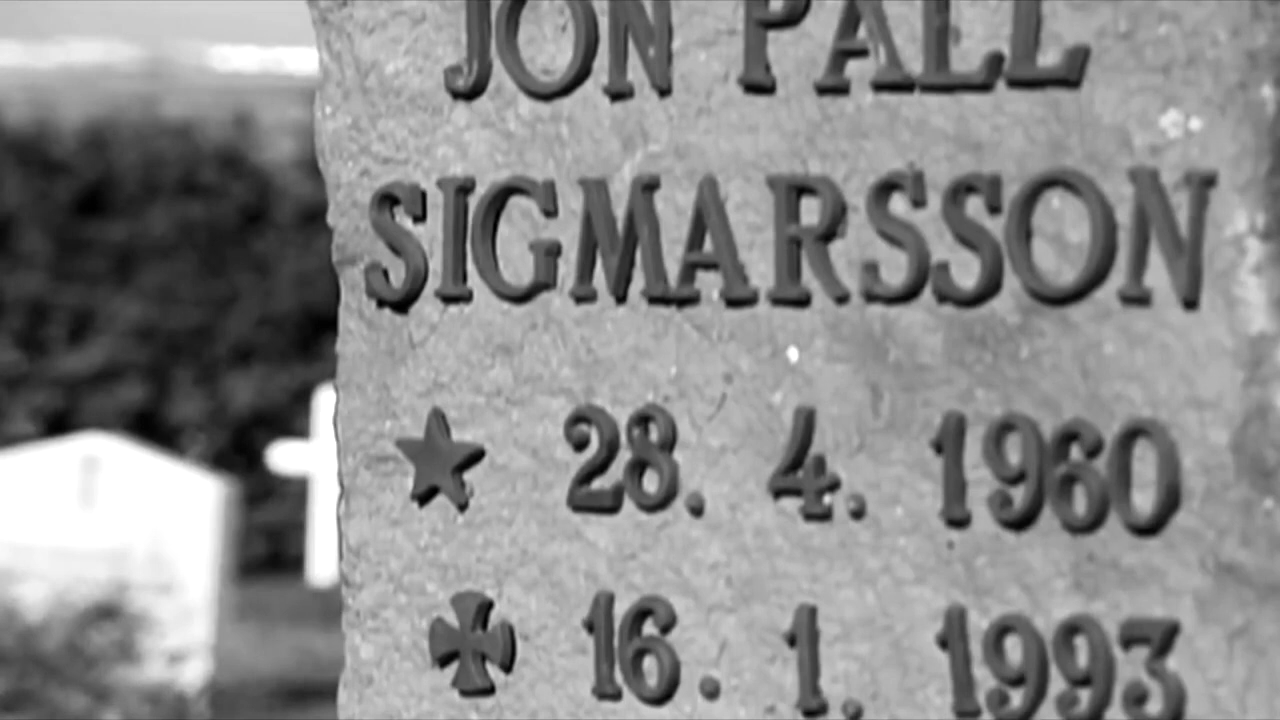 JON PALL
SIGMARSSON
★ 28. 4. 1960
✠ 16. 1. 1993